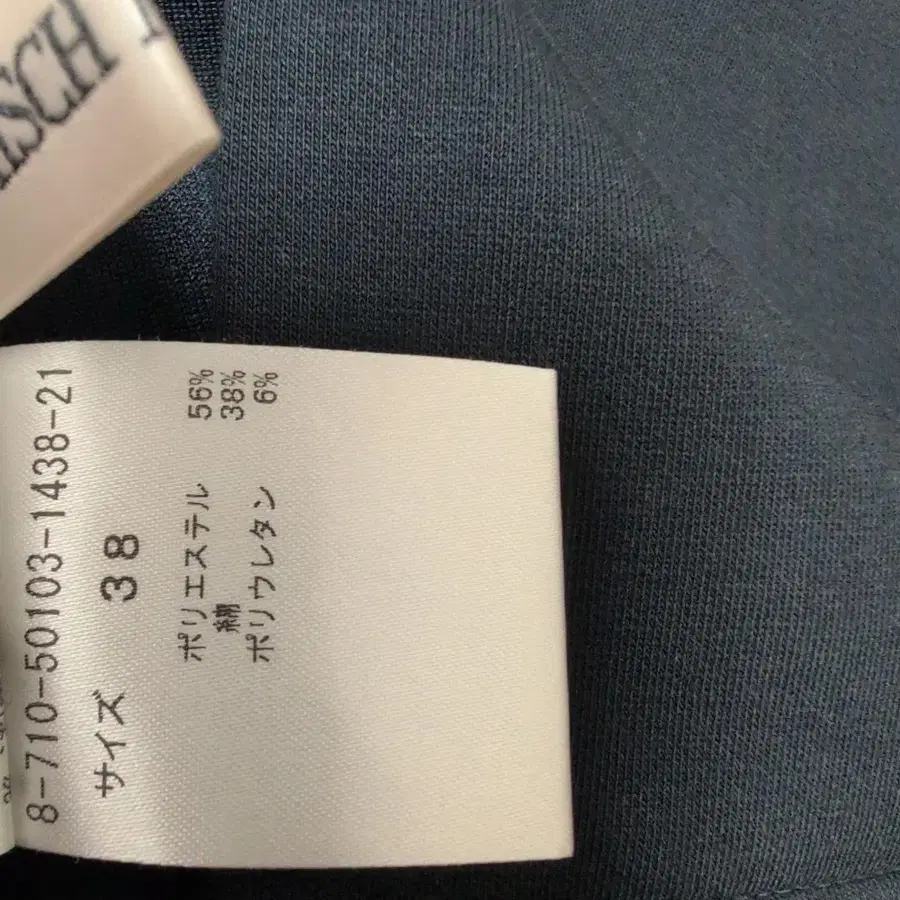 SCH
8-710-50103-1438-21
サイズ 38
ポリエステル 56%
綿 38%
ポリウレタン 6%